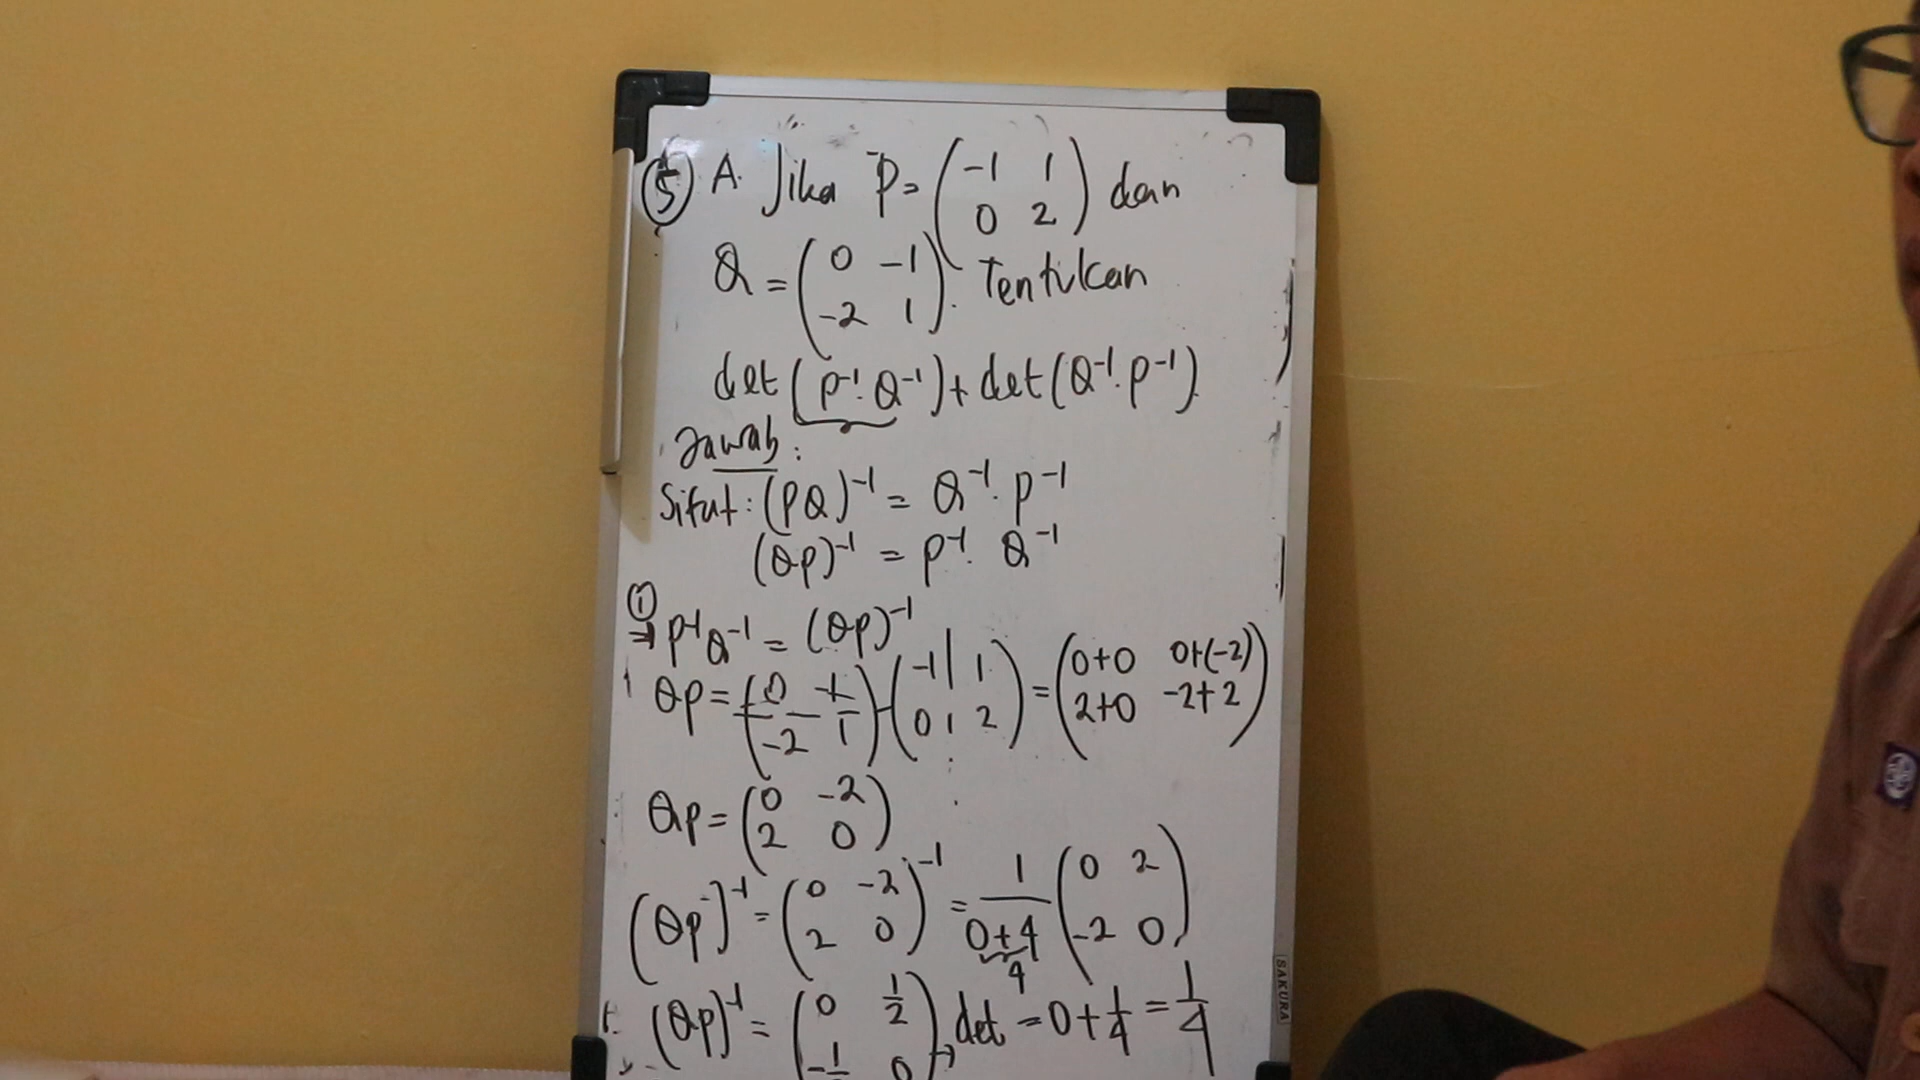 5 A. Jika P = (-1 1 0 2) dan
Q = (0 -1 -2 1). Tentukan
det (P⁻¹. Q⁻¹) + det (Q⁻¹. P⁻¹)
Jawab:
Sifat: (PQ)⁻¹ = Q⁻¹. P⁻¹
(QP)⁻¹ = P⁻¹. Q⁻¹
①
⇒ P⁻¹Q⁻¹ = (QP)⁻¹
QP = (0 -1 -2 1) (-1 1 0 2) = (0+0 0+(-2) 2+0 -2+2)
QP = (0 -2 2 0)
(QP)⁻¹ = (0 -2 2 0)⁻¹ = 1/(0+4) (0 2 -2 0)
4
(QP)⁻¹ = (0 1/2 -1 0) → det = 0 + 1/4 = 1/4
SAKURA